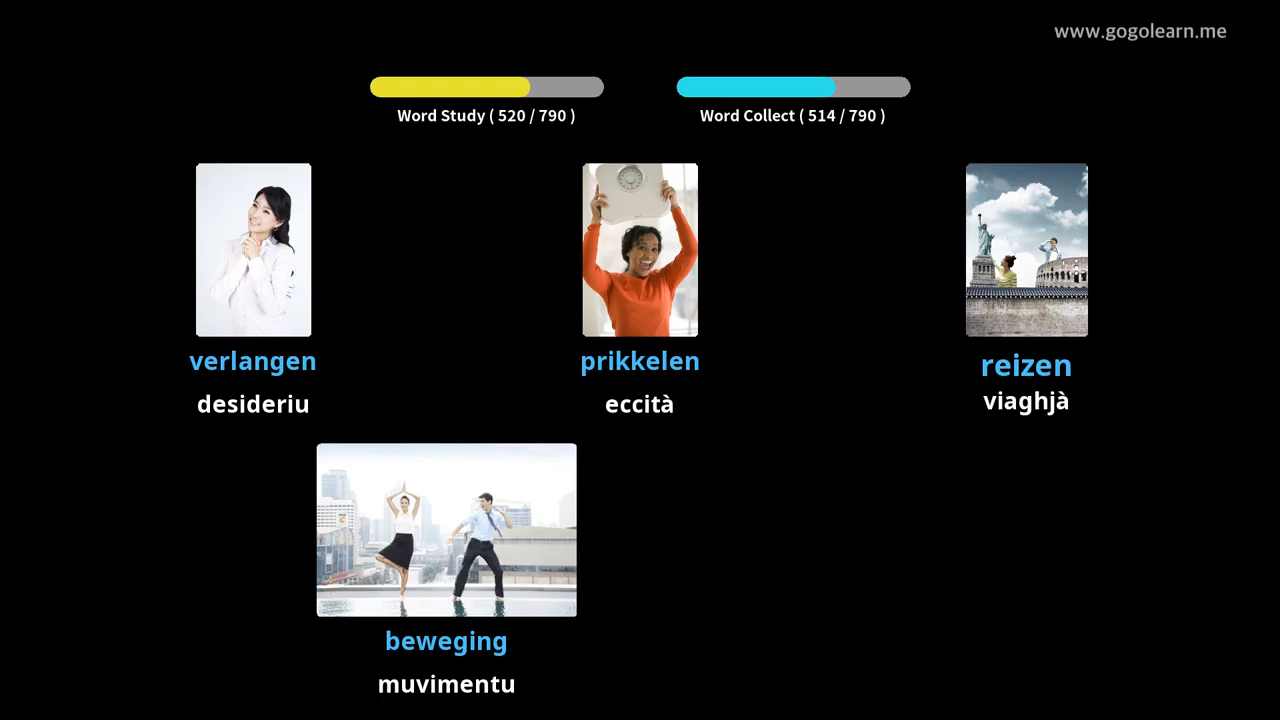 www.gogolearn.me
Word Study ( 520 / 790 )
Word Collect ( 514 / 790 )
verlangen
desideriu
prikkelen
eccità
reizen
viaghjà
beweging
muvimentu